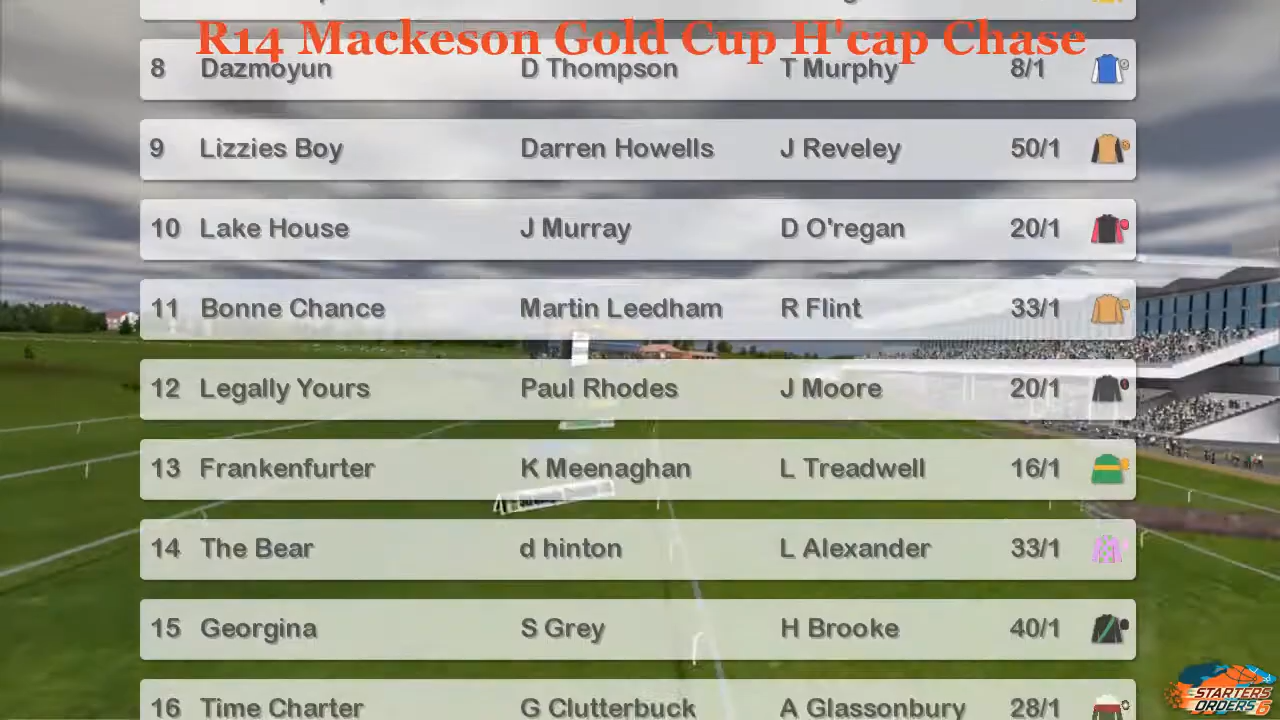 R14 Mackeson Gold Cup H'cap Chase
8 Dazmoyun D Thompson T Murphy 8/1
9 Lizzies Boy Darren Howells J Reveley 50/1
10 Lake House J Murray D O'regan 20/1
11 Bonne Chance Martin Leedham R Flint 33/1
12 Legally Yours Paul Rhodes J Moore 20/1
13 Frankenfurter K Meenaghan L Treadwell 16/1
14 The Bear d hinton L Alexander 33/1
15 Georgina S Grey H Brooke 40/1
16 Time Charter G Clutterbuck A Glassonbury 28/1
STARTERS
ORDERS 6